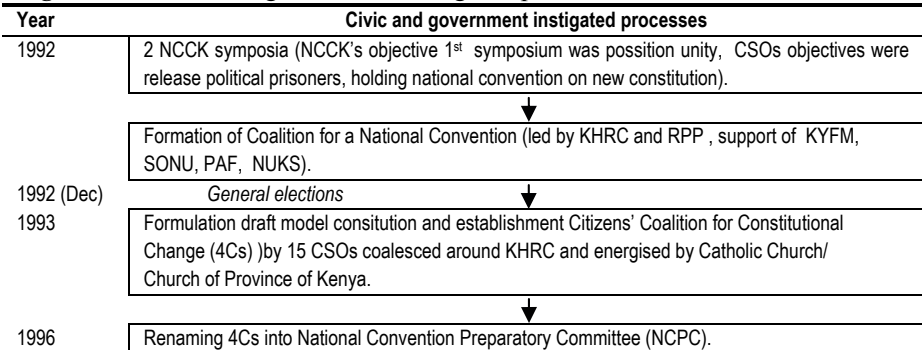 Year Civic and government instigated processes
1992 2 NCCK symposia (NCCK's objective 1st symposium was possition unity, CSOs objectives were
release political prisoners, holding national convention on new constitution).
Formation of Coalition for a National Convention (led by KHRC and RPP , support of KYFM,
SONU, PAF, NUKS).
1992 (Dec) General elections
1993 Formulation draft model consitution and establishment Citizens' Coalition for Constitutional
Change (4Cs) )by 15 CSOs coalesced around KHRC and energised by Catholic Church/
Church of Province of Kenya.
1996 Renaming 4Cs into National Convention Preparatory Committee (NCPC).